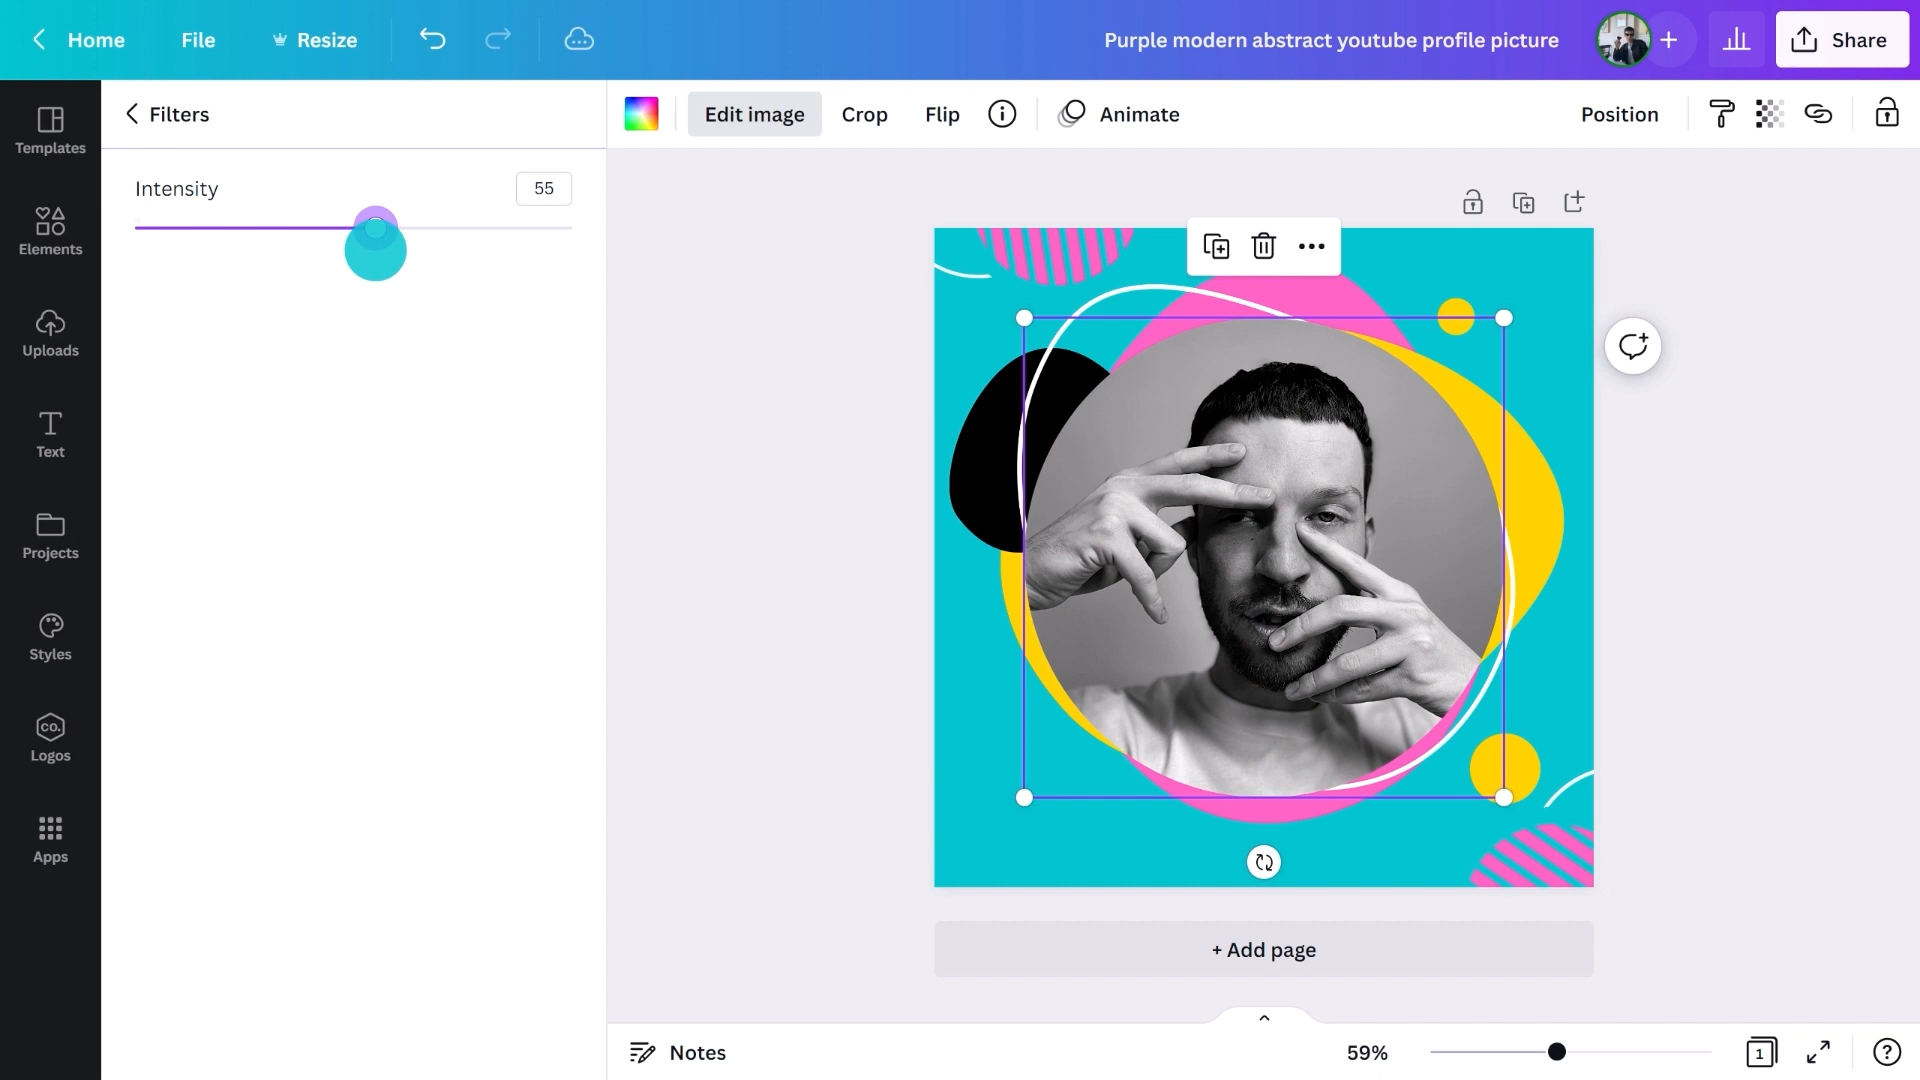 Home
File
Resize
Purple modern abstract youtube profile picture
Share
Templates
Elements
Uploads
Text
Projects
Styles
CO.
Logos
Apps
Filters
Intensity
55
Edit image
Crop
Flip
Animate
Position
+ Add page
Notes
59%
1